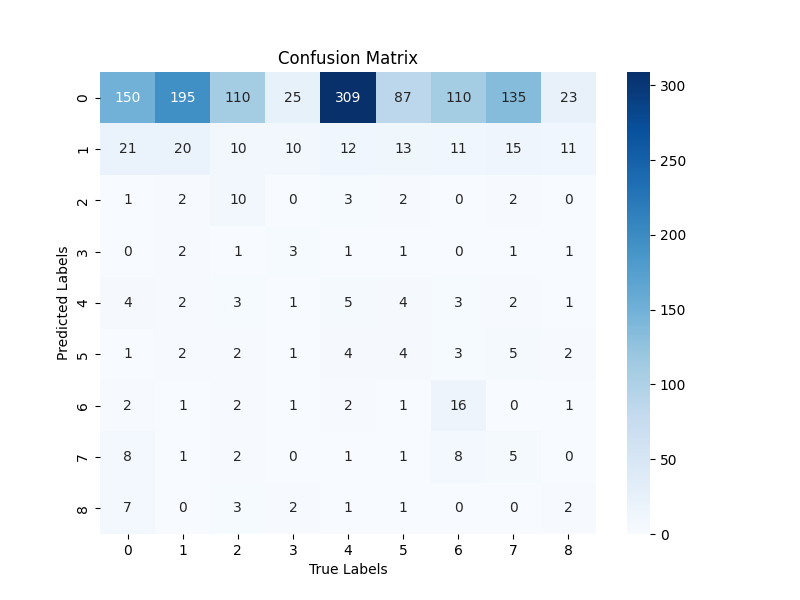 Confusion Matrix
0 150 195 110 25 309 87 110 135 23
1 21 20 10 10 12 13 11 15 11
2 1 2 10 0 3 2 0 2 0
3 0 2 1 3 1 1 0 1 1
4 4 2 3 1 5 4 3 2 1
5 1 2 2 1 4 4 3 5 2
6 2 1 2 1 2 1 16 0 1
7 8 1 2 0 1 1 8 5 0
8 7 0 3 2 1 1 0 0 2
0 1 2 3 4 5 6 7 8
True Labels
Predicted Labels
300
250
200
150
100
50
0